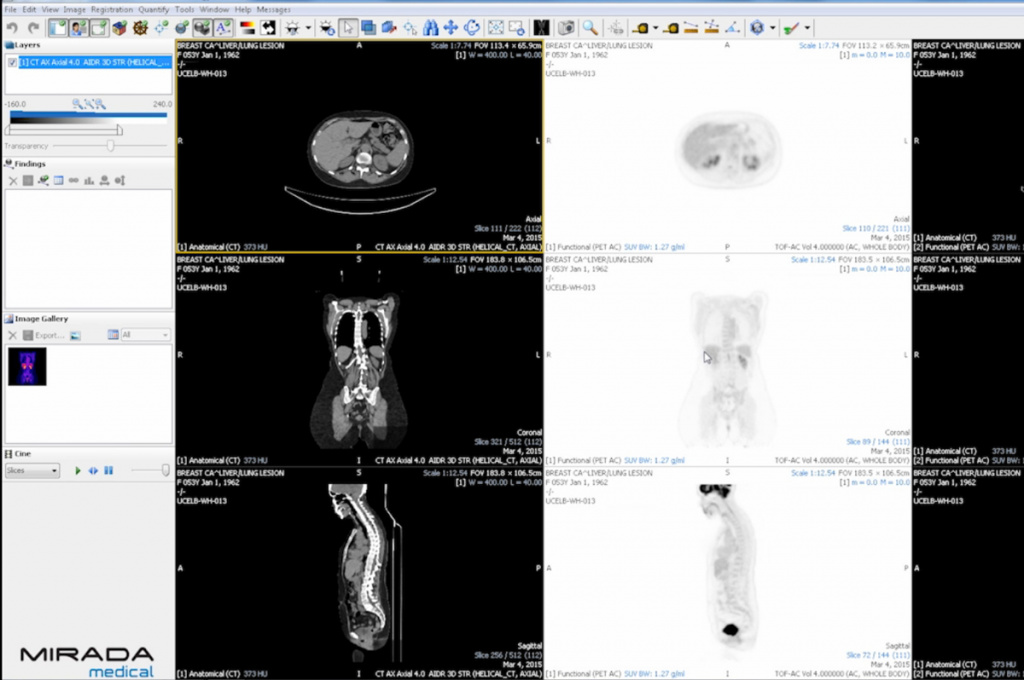 File Edit View Image Registration Quantify Tools Window Help Messages
Layers
[1] CT AX Axial 4.0 AIDR 3D STR (HELICAL_...
-160.0 240.0
Transparency
Findings
Image Gallery
Export... All
Cine
Slices
MIRADA
medical
BREAST CA^LIVER/LUNG LESION A Scale 1:7.74 FOV 113.4 × 65.9cm
F 053Y Jan 1, 1962 [1] W = 400.00 L = 40.00
-/-
UCELB-WH-013
R L
Axial
Slice 111 / 222 (112)
Mar 4, 2015
[1] Anatomical (CT) 373 HU P CT AX Axial 4.0 AIDR 3D STR (HELICAL_CT, AXIAL)
BREAST CA^LIVER/LUNG LESION A Scale 1:7.74 FOV 113.2 × 65.9cm
F 053Y Jan 1, 1962 [1] m = 0.0 M = 10.0
-/-
UCELB-WH-013
R L
Axial
Slice 110 / 221 (111)
Mar 4, 2015
[1] Functional (PET AC) SUV BW: 1.27 g/ml P TOF-AC Vol 4.000000 (AC, WHOLE BODY)
BREAST CA^LIVER/LUNG LESION
F 053Y Jan 1, 1962
-/-
UCELB-WH-013
R
[1] Anatomical (CT) 373 HU
[2] Functional (PET AC) SUV BW:
BREAST CA^LIVER/LUNG LESION S Scale 1:12.54 FOV 183.8 × 106.5cm
F 053Y Jan 1, 1962 [1] W = 400.00 L = 40.00
-/-
UCELB-WH-013
R L
Coronal
Slice 321 / 512 (112)
Mar 4, 2015
[1] Anatomical (CT) 373 HU I CT AX Axial 4.0 AIDR 3D STR (HELICAL_CT, AXIAL)
BREAST CA^LIVER/LUNG LESION S Scale 1:12.54 FOV 183.5 × 106.5cm
F 053Y Jan 1, 1962 [1] m = 0.0 M = 10.0
-/-
UCELB-WH-013
R L
Coronal
Slice 89 / 144 (111)
Mar 4, 2015
[1] Functional (PET AC) SUV BW: 1.27 g/ml I TOF-AC Vol 4.000000 (AC, WHOLE BODY)
BREAST CA^LIVER/LUNG LESION
F 053Y Jan 1, 1962
-/-
UCELB-WH-013
R
[1] Anatomical (CT) 373 HU
[2] Functional (PET AC) SUV BW:
BREAST CA^LIVER/LUNG LESION S Scale 1:12.54 FOV 183.8 × 106.5cm
F 053Y Jan 1, 1962 [1] W = 400.00 L = 40.00
-/-
UCELB-WH-013
A P
Sagittal
Slice 256 / 512 (112)
Mar 4, 2015
[1] Anatomical (CT) 373 HU I CT AX Axial 4.0 AIDR 3D STR (HELICAL_CT, AXIAL)
BREAST CA^LIVER/LUNG LESION S Scale 1:12.54 FOV 183.5 × 106.5cm
F 053Y Jan 1, 1962 [1] m = 0.0 M = 10.0
-/-
UCELB-WH-013
A P
Sagittal
Slice 72 / 144 (111)
Mar 4, 2015
[1] Functional (PET AC) SUV BW: 1.27 g/ml I TOF-AC Vol 4.000000 (AC, WHOLE BODY)
BREAST CA^LIVER/LUNG LESION
F 053Y Jan 1, 1962
-/-
UCELB-WH-013
A
[1] Anatomical (CT) 373 HU
[2] Functional (PET AC) SUV BW: